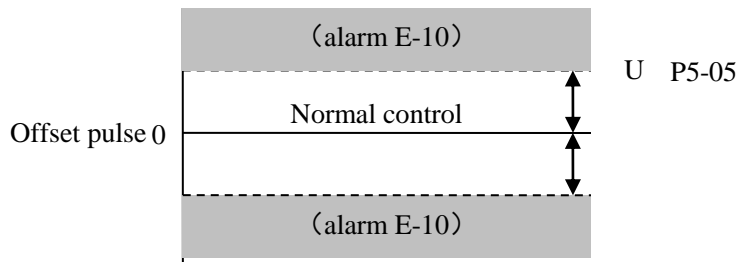 （alarm E-10）
U P5-05
Normal control
Offset pulse 0
（alarm E-10）